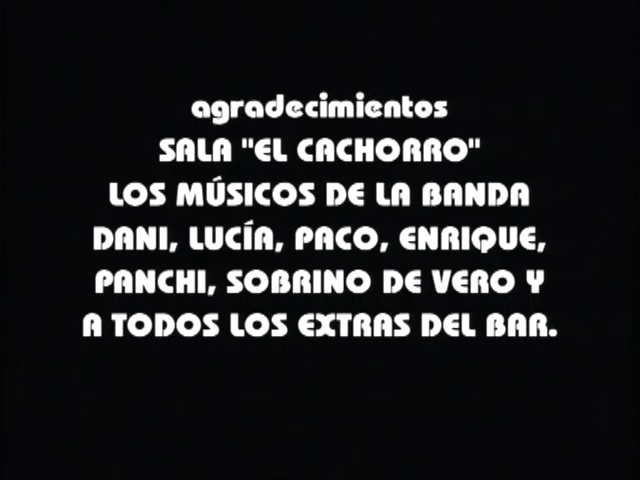 agradecimientos
SALA "EL CACHORRO"
LOS MÚSICOS DE LA BANDA
DANI, LUCÍA, PACO, ENRIQUE,
PANCHI, SOBRINO DE VERO Y
A TODOS LOS EXTRAS DEL BAR.